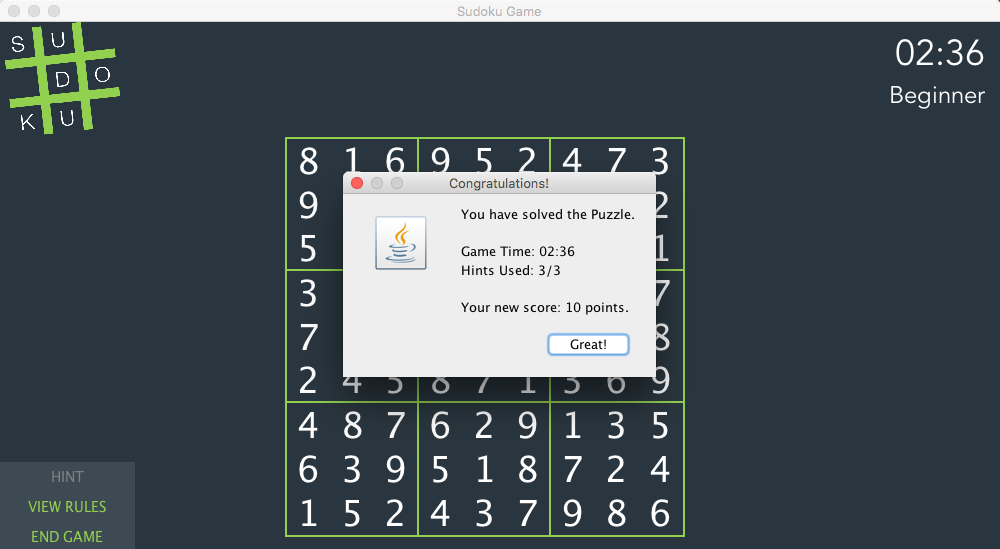 Sudoku Game
S U
D O
K U
02:36
Beginner
8 1 6 9 5 2 4 7 3
Congratulations!
9 2
You have solved the Puzzle.
5 1
Game Time: 02:36
Hints Used: 3/3
3 7
Your new score: 10 points.
7 8
Great!
2 4 5 8 7 1 3 6 9
4 8 7 6 2 9 1 3 5
6 3 9 5 1 8 7 2 4
1 5 2 4 3 7 9 8 6
HINT
VIEW RULES
END GAME